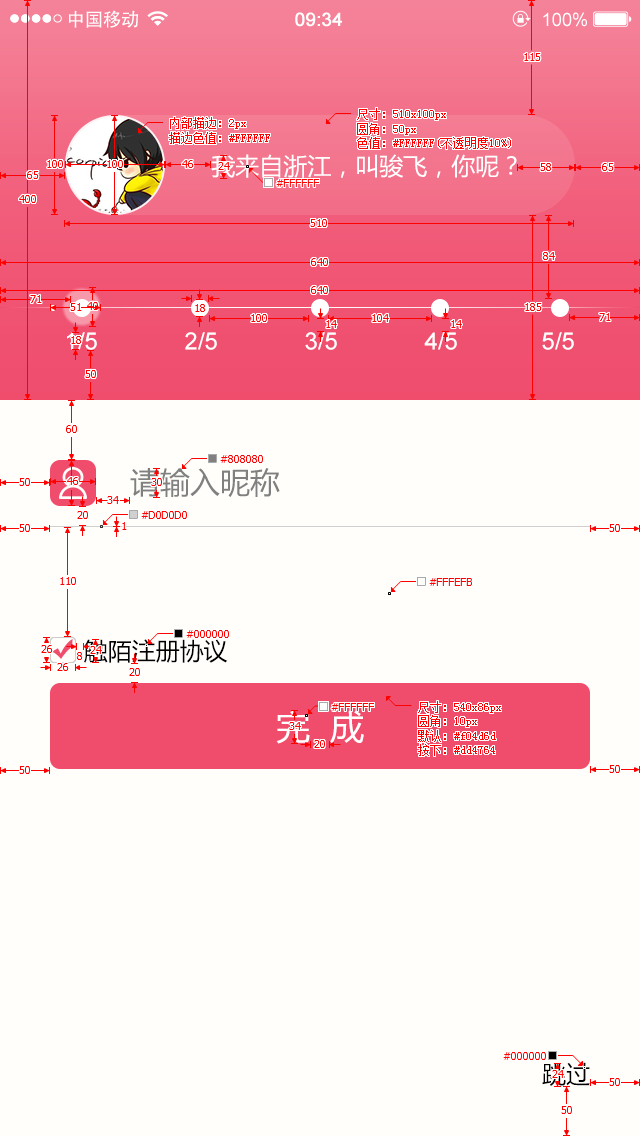 中国移动 09:34 100%
115
内部描边: 2px
描边色值: #FFFFFF
尺寸: 510x100px
圆角: 50px
色值: #FFFFFF(不透明度10%)
100 100 46 24 我来自浙江，叫骏飞，你呢？ 58 65
65
#FFFFFF
400
510
84
640
640
71 51 40 18 185
100 14 104 14 71
18 1/5 2/5 3/5 4/5 5/5
50
60
#808080
50 46 请输入昵称 30
34
20 #D0D0D0
50 1 50
110
#FFFEFB
#000000
26 8 24 触陌注册协议
26 20
#FFFFFF
尺寸: 540x86px
圆角: 10px
默认: #f04d6d
按下: #dd4764
34 完 成
20
50 50
#000000
24 跳过
50
50